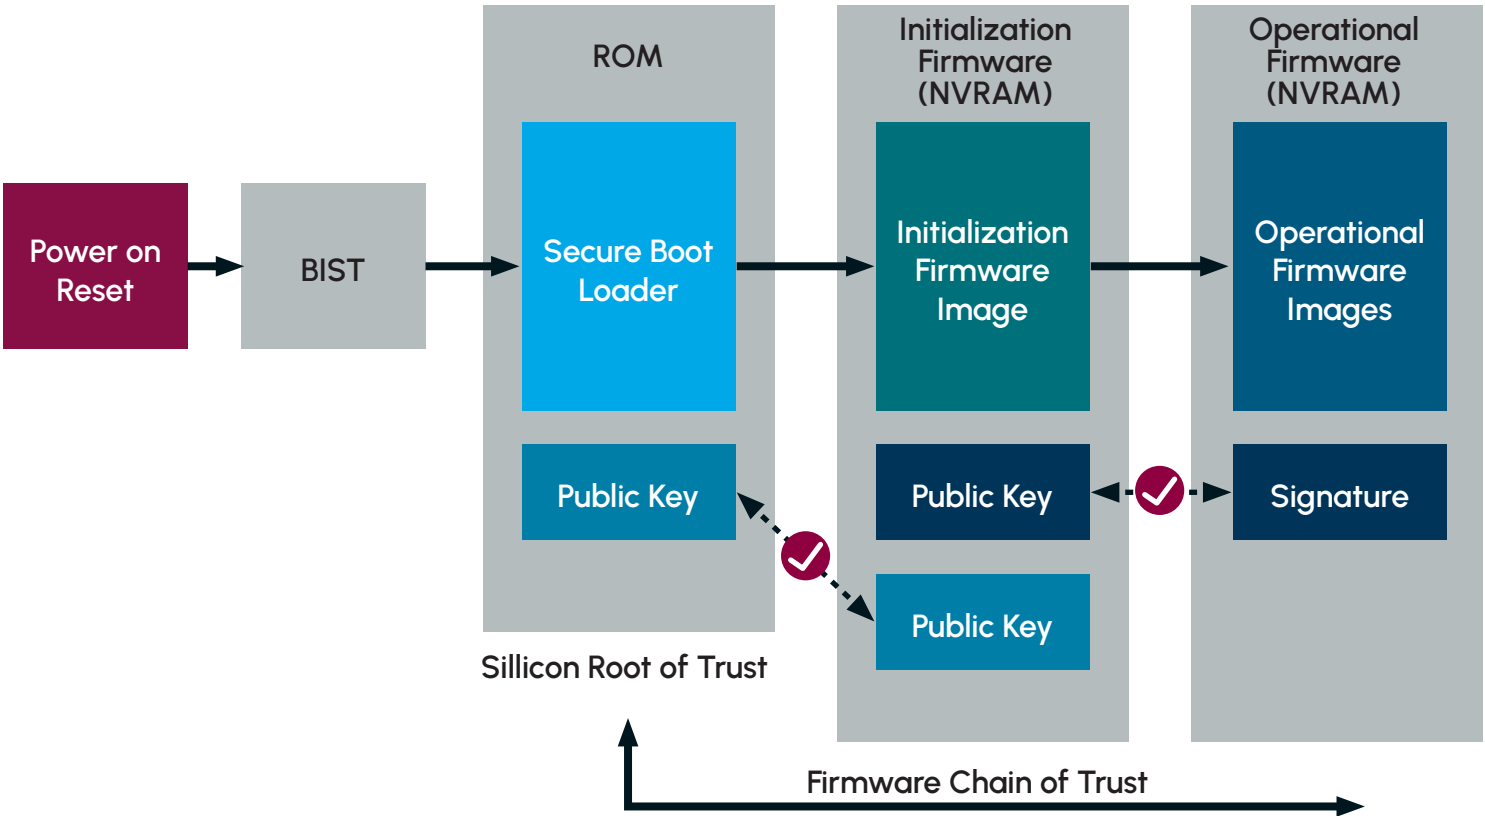 ROM
Initialization
Firmware
(NVRAM)
Operational
Firmware
(NVRAM)
Power on
Reset
BIST
Secure Boot
Loader
Initialization
Firmware
Image
Operational
Firmware
Images
Public Key
Public Key
Signature
Public Key
Sillicon Root of Trust
Firmware Chain of Trust